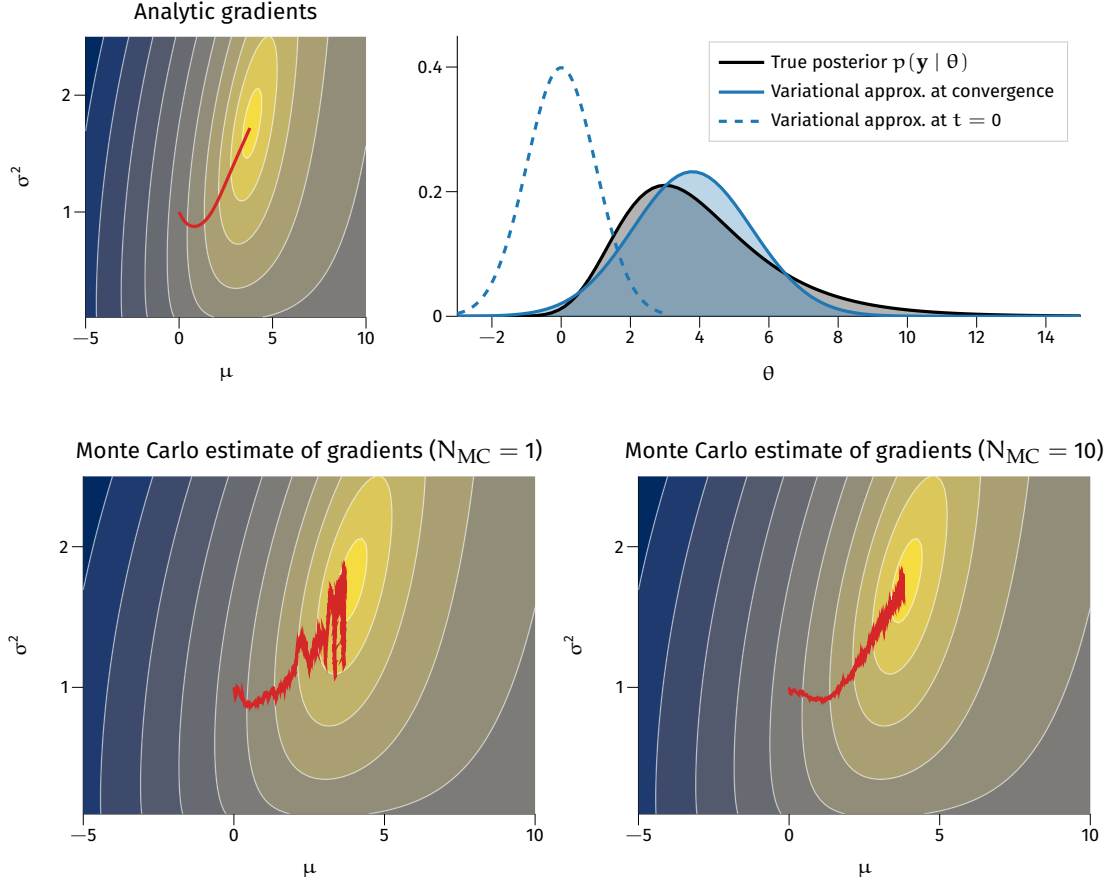 Analytic gradients
2
1
σ²
−5
0
5
10
μ
0.4
0.2
0
−2
0
2
4
6
8
10
12
14
θ
True posterior p(y | θ)
Variational approx. at convergence
Variational approx. at t = 0
Monte Carlo estimate of gradients (N_MC = 1)
2
1
σ²
−5
0
5
10
μ
Monte Carlo estimate of gradients (N_MC = 10)
2
1
σ²
−5
0
5
10
μ